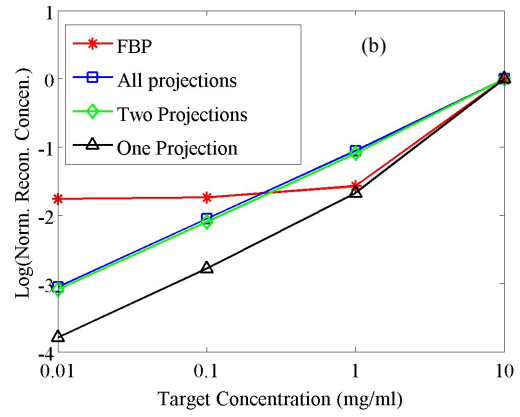 1
0
-1
-2
-3
-4
Log(Norm. Recon. Concen.)
(b)
FBP
All projections
Two Projections
One Projection
0.01
0.1
1
10
Target Concentration (mg/ml)